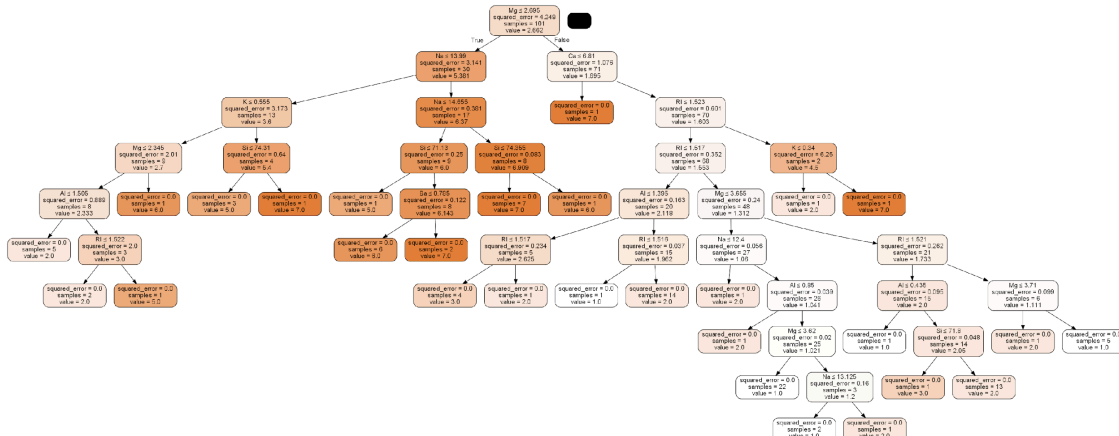 Mg ≤ 2.695
squared_error = 4.249
samples = 101
value = 2.862
True
False
Na ≤ 13.99
squared_error = 3.141
samples = 30
value = 5.381
Ca ≤ 6.81
squared_error = 1.076
samples = 71
value = 1.695
K ≤ 0.555
squared_error = 3.173
samples = 13
value = 3.6
Na ≤ 14.655
squared_error = 0.381
samples = 17
value = 6.37
squared_error = 0.0
samples = 1
value = 7.0
RI ≤ 1.523
squared_error = 0.601
samples = 70
value = 1.603
Mg ≤ 2.345
squared_error = 2.01
samples = 9
value = 2.7
Si ≤ 74.31
squared_error = 0.64
samples = 4
value = 5.4
Si ≤ 71.13
squared_error = 0.25
samples = 9
value = 6.0
Si ≤ 74.355
squared_error = 0.083
samples = 8
value = 6.909
RI ≤ 1.517
squared_error = 0.352
samples = 68
value = 1.553
K ≤ 0.34
squared_error = 6.25
samples = 2
value = 4.5
Al ≤ 1.505
squared_error = 0.889
samples = 8
value = 2.333
squared_error = 0.0
samples = 1
value = 6.0
squared_error = 0.0
samples = 3
value = 5.0
squared_error = 0.0
samples = 1
value = 7.0
squared_error = 0.0
samples = 1
value = 5.0
Ba ≤ 0.765
squared_error = 0.122
samples = 8
value = 6.143
squared_error = 0.0
samples = 7
value = 7.0
squared_error = 0.0
samples = 1
value = 6.0
Al ≤ 1.395
squared_error = 0.163
samples = 20
value = 2.118
Mg ≤ 3.655
squared_error = 0.24
samples = 48
value = 1.312
squared_error = 0.0
samples = 1
value = 2.0
squared_error = 0.0
samples = 1
value = 7.0
squared_error = 0.0
samples = 5
value = 2.0
RI ≤ 1.522
squared_error = 2.0
samples = 3
value = 3.0
squared_error = 0.0
samples = 6
value = 6.0
squared_error = 0.0
samples = 2
value = 7.0
RI ≤ 1.517
squared_error = 0.234
samples = 5
value = 2.625
RI ≤ 1.516
squared_error = 0.037
samples = 15
value = 1.962
Na ≤ 12.4
squared_error = 0.056
samples = 27
value = 1.06
RI ≤ 1.521
squared_error = 0.262
samples = 21
value = 1.733
squared_error = 0.0
samples = 2
value = 2.0
squared_error = 0.0
samples = 1
value = 5.0
squared_error = 0.0
samples = 4
value = 3.0
squared_error = 0.0
samples = 1
value = 2.0
squared_error = 0.0
samples = 1
value = 1.0
squared_error = 0.0
samples = 14
value = 2.0
squared_error = 0.0
samples = 1
value = 2.0
squared_error = 0.039
samples = 26
value = 1.041
Al ≤ 0.435
squared_error = 0.095
samples = 15
value = 2.0
Mg ≤ 3.71
squared_error = 0.099
samples = 6
value = 1.111
squared_error = 0.0
samples = 1
value = 2.0
Mg ≤ 3.62
squared_error = 0.02
samples = 25
value = 1.021
squared_error = 0.0
samples = 1
value = 1.0
squared_error = 0.048
samples = 14
value = 2.05
squared_error = 0.0
samples = 1
value = 2.0
samples = 5
value = 1.0
squared_error = 0.0
samples = 22
value = 1.0
Na ≤ 13.125
squared_error = 0.16
samples = 3
value = 1.2
squared_error = 0.0
samples = 1
value = 3.0
squared_error = 0.0
samples = 13
value = 2.0
squared_error = 0.0
samples = 2
squared_error = 0.0
samples = 1